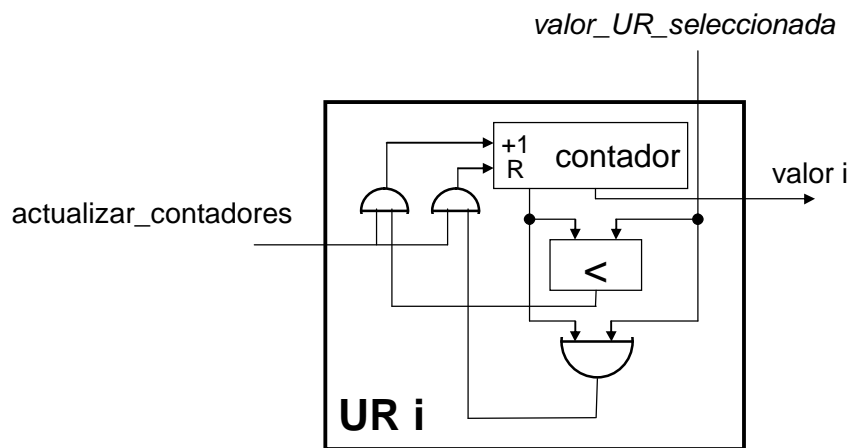 valor_UR_seleccionada
+1
R
contador
valor i
actualizar_contadores
<
UR i